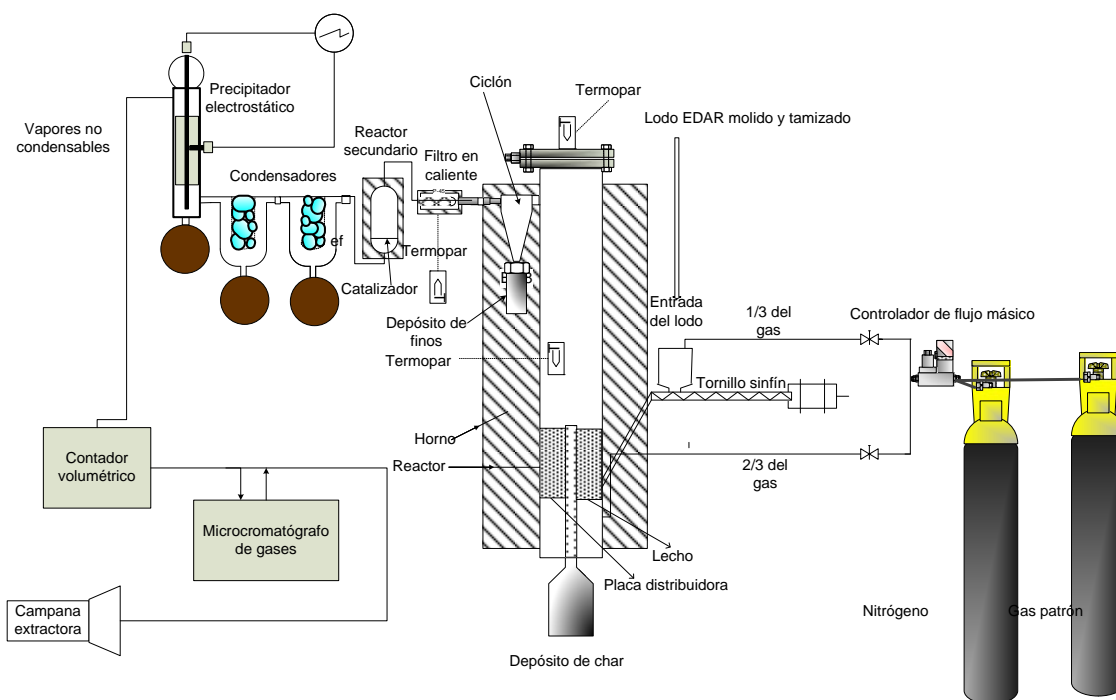 Ciclón
Termopar
Precipitador
electrostático
Lodo EDAR molido y tamizado
Vapores no
condensables
Reactor
secundario
Filtro en
caliente
Condensadores
ef
Termopar
Catalizador
Entrada
del lodo
Depósito de
finos
1/3 del
gas
Controlador de flujo másico
Termopar
Tornillo sinfín
Horno
Contador
volumétrico
Reactor
2/3 del
gas
Microcromatógrafo
de gases
Lecho
Placa distribuidora
Campana
extractora
Nitrógeno
Gas patrón
Depósito de char